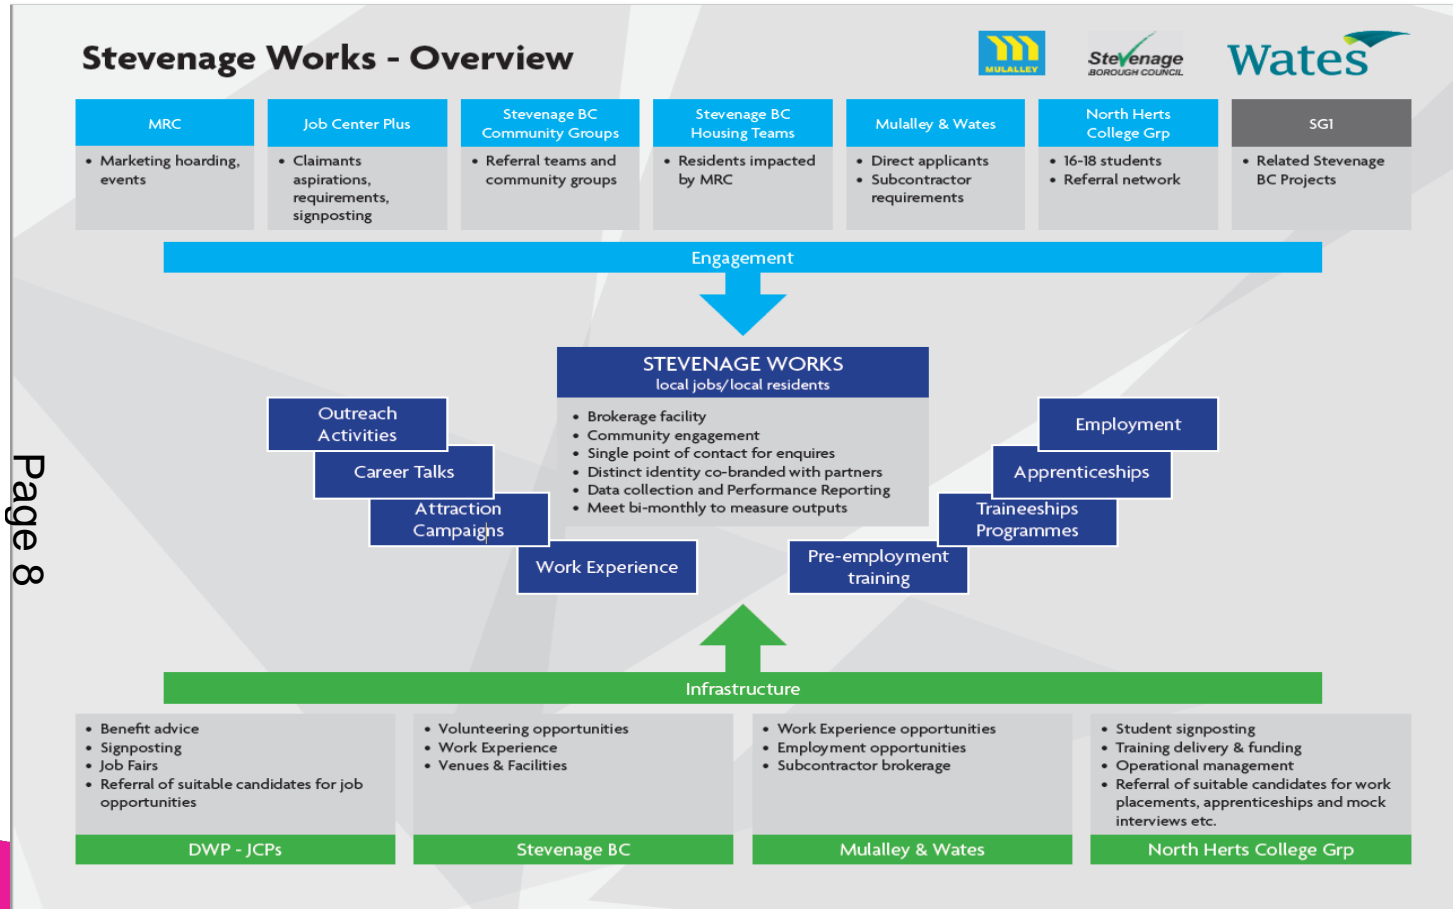 Stevenage Works - Overview
MULALLEY
Stevenage
BOROUGH COUNCIL
Wates
MRC
• Marketing hoarding,
events
Job Center Plus
• Claimants
aspirations,
requirements,
signposting
Stevenage BC
Community Groups
• Referral teams and
community groups
Stevenage BC
Housing Teams
• Residents impacted
by MRC
Mulalley & Wates
• Direct applicants
• Subcontractor
requirements
North Herts
College Grp
• 16-18 students
• Referral network
SG1
• Related Stevenage
BC Projects
Engagement
STEVENAGE WORKS
local jobs/local residents
• Brokerage facility
• Community engagement
• Single point of contact for enquires
• Distinct identity co-branded with partners
• Data collection and Performance Reporting
• Meet bi-monthly to measure outputs
Outreach
Activities
Career Talks
Attraction
Campaigns
Work Experience
Employment
Apprenticeships
Traineeships
Programmes
Pre-employment
training
Page 8
Infrastructure
• Benefit advice
• Signposting
• Job Fairs
• Referral of suitable candidates for job
opportunities
DWP - JCPs
• Volunteering opportunities
• Work Experience
• Venues & Facilities
Stevenage BC
• Work Experience opportunities
• Employment opportunities
• Subcontractor brokerage
Mulalley & Wates
• Student signposting
• Training delivery & funding
• Operational management
• Referral of suitable candidates for work
placements, apprenticeships and mock
interviews etc.
North Herts College Grp